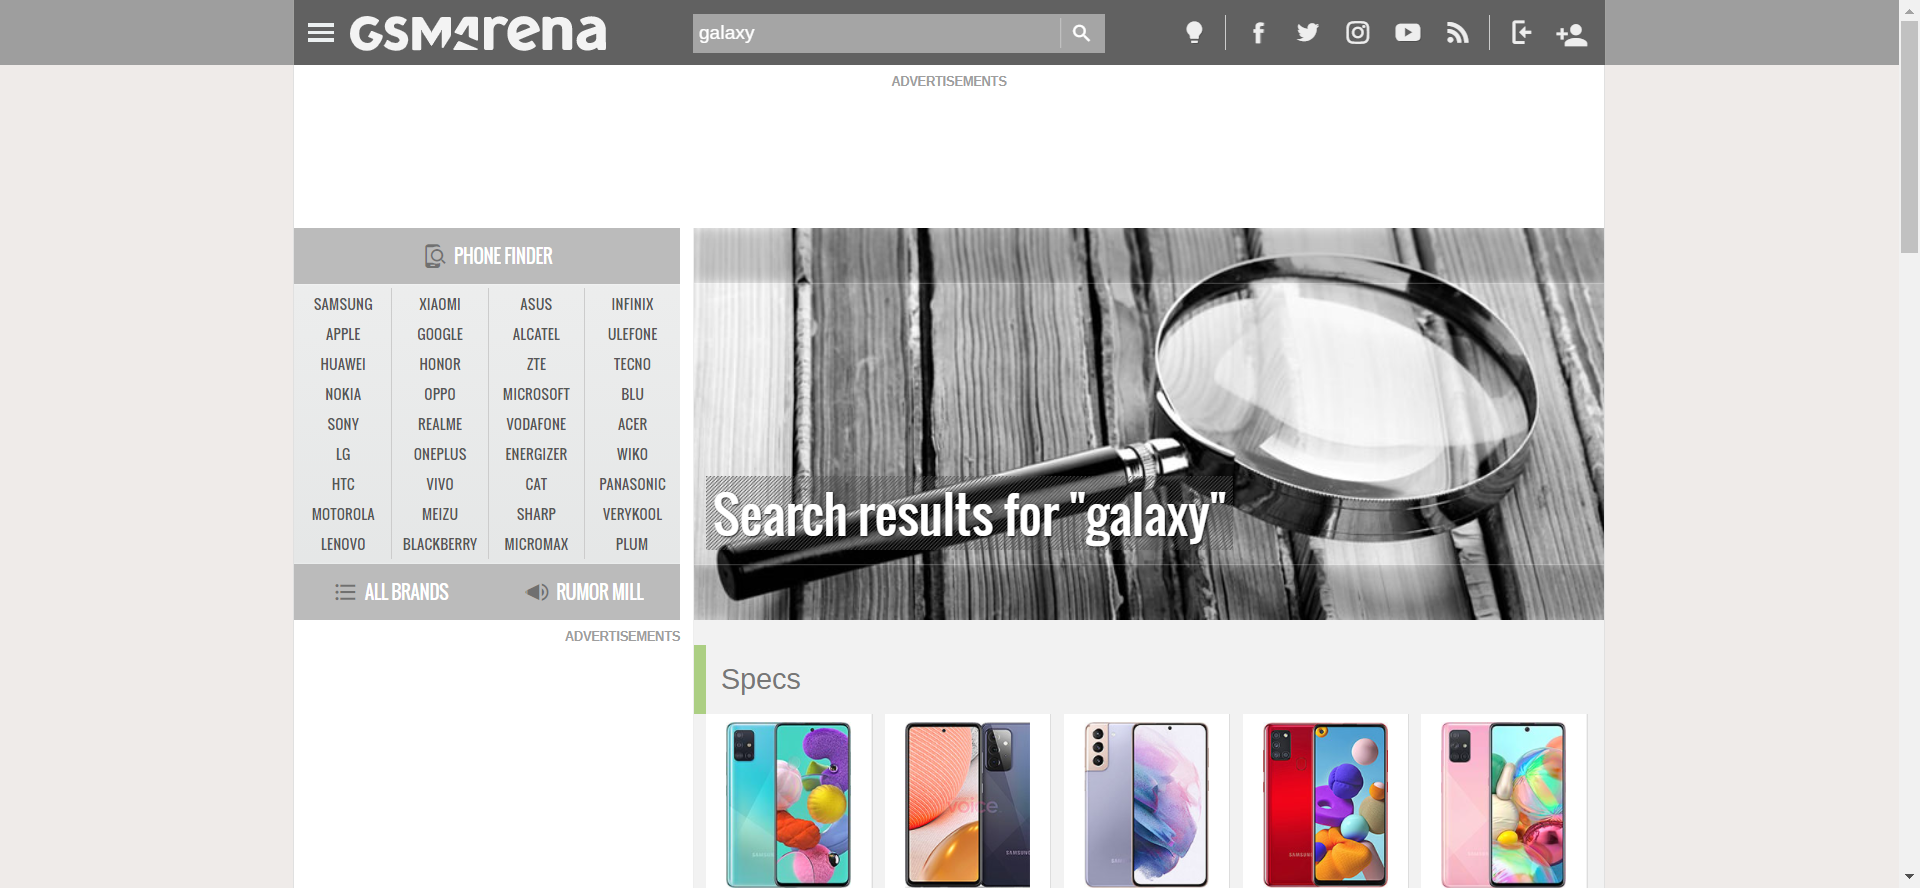 GSMArena
galaxy
ADVERTISEMENTS
PHONE FINDER
SAMSUNG XIAOMI ASUS INFINIX
APPLE GOOGLE ALCATEL ULEFONE
HUAWEI HONOR ZTE TECNO
NOKIA OPPO MICROSOFT BLU
SONY REALME VODAFONE ACER
LG ONEPLUS ENERGIZER WIKO
HTC VIVO CAT PANASONIC
MOTOROLA MEIZU SHARP VERYKOOL
LENOVO BLACKBERRY MICROMAX PLUM
ALL BRANDS RUMOR MILL
ADVERTISEMENTS
Search results for "galaxy"
Specs
voice
SAMSUNG